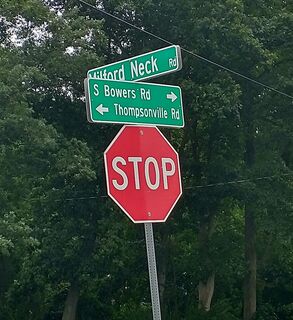 Milford Neck Rd
S Bowers Rd →
← Thompsonville Rd
STOP